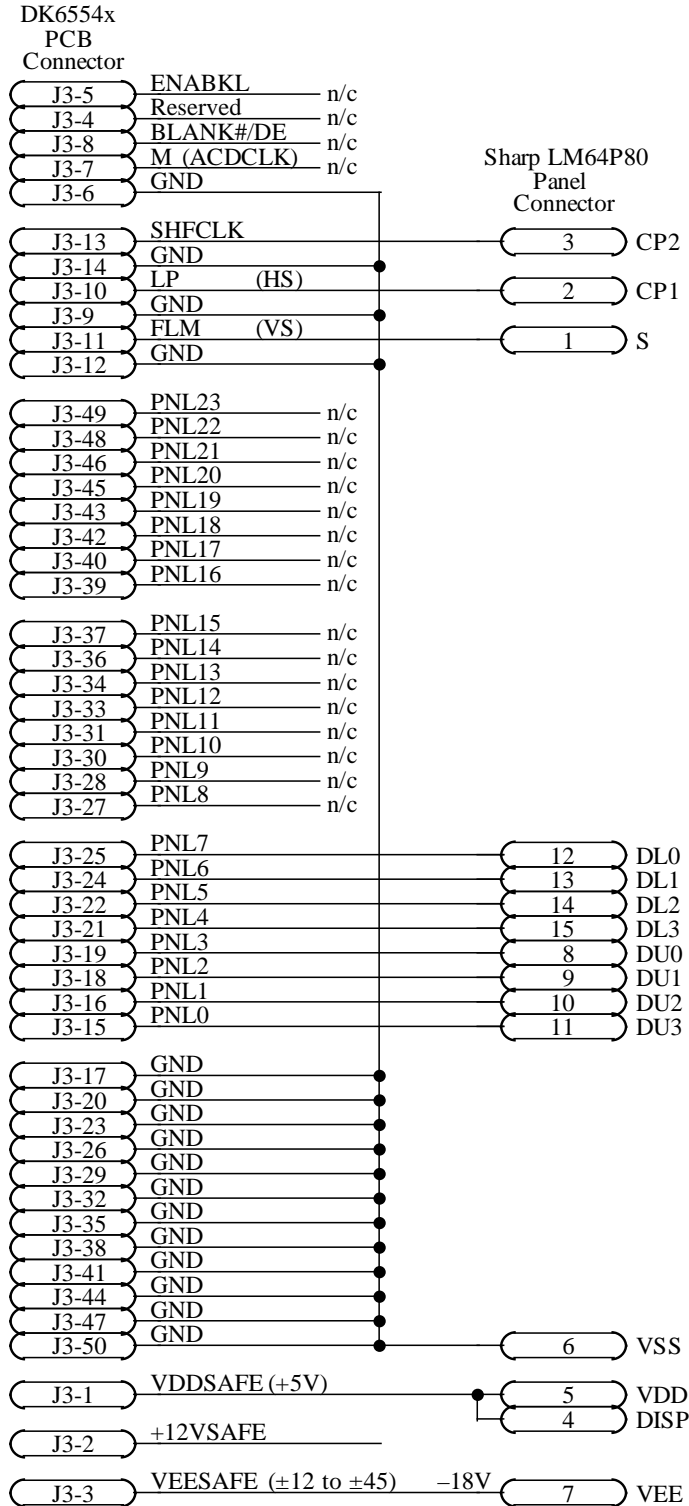 DK6554x
PCB
Connector
J3-5 ENABKL n/c
J3-4 Reserved n/c
J3-8 BLANK#/DE n/c
J3-7 M (ACDCLK) n/c
J3-6 GND
Sharp LM64P80
Panel
Connector
J3-13 SHFCLK 3 CP2
J3-14 GND
J3-10 LP (HS) 2 CP1
J3-9 GND
J3-11 FLM (VS) 1 S
J3-12 GND
J3-49 PNL23 n/c
J3-48 PNL22 n/c
J3-46 PNL21 n/c
J3-45 PNL20 n/c
J3-43 PNL19 n/c
J3-42 PNL18 n/c
J3-40 PNL17 n/c
J3-39 PNL16 n/c
J3-37 PNL15 n/c
J3-36 PNL14 n/c
J3-34 PNL13 n/c
J3-33 PNL12 n/c
J3-31 PNL11 n/c
J3-30 PNL10 n/c
J3-28 PNL9 n/c
J3-27 PNL8 n/c
J3-25 PNL7 12 DL0
J3-24 PNL6 13 DL1
J3-22 PNL5 14 DL2
J3-21 PNL4 15 DL3
J3-19 PNL3 8 DU0
J3-18 PNL2 9 DU1
J3-16 PNL1 10 DU2
J3-15 PNL0 11 DU3
J3-17 GND
J3-20 GND
J3-23 GND
J3-26 GND
J3-29 GND
J3-32 GND
J3-35 GND
J3-38 GND
J3-41 GND
J3-44 GND
J3-47 GND
J3-50 GND 6 VSS
J3-1 VDDSAFE (+5V) 5 VDD
4 DISP
J3-2 +12VSAFE
J3-3 VEESAFE (±12 to ±45) –18V 7 VEE